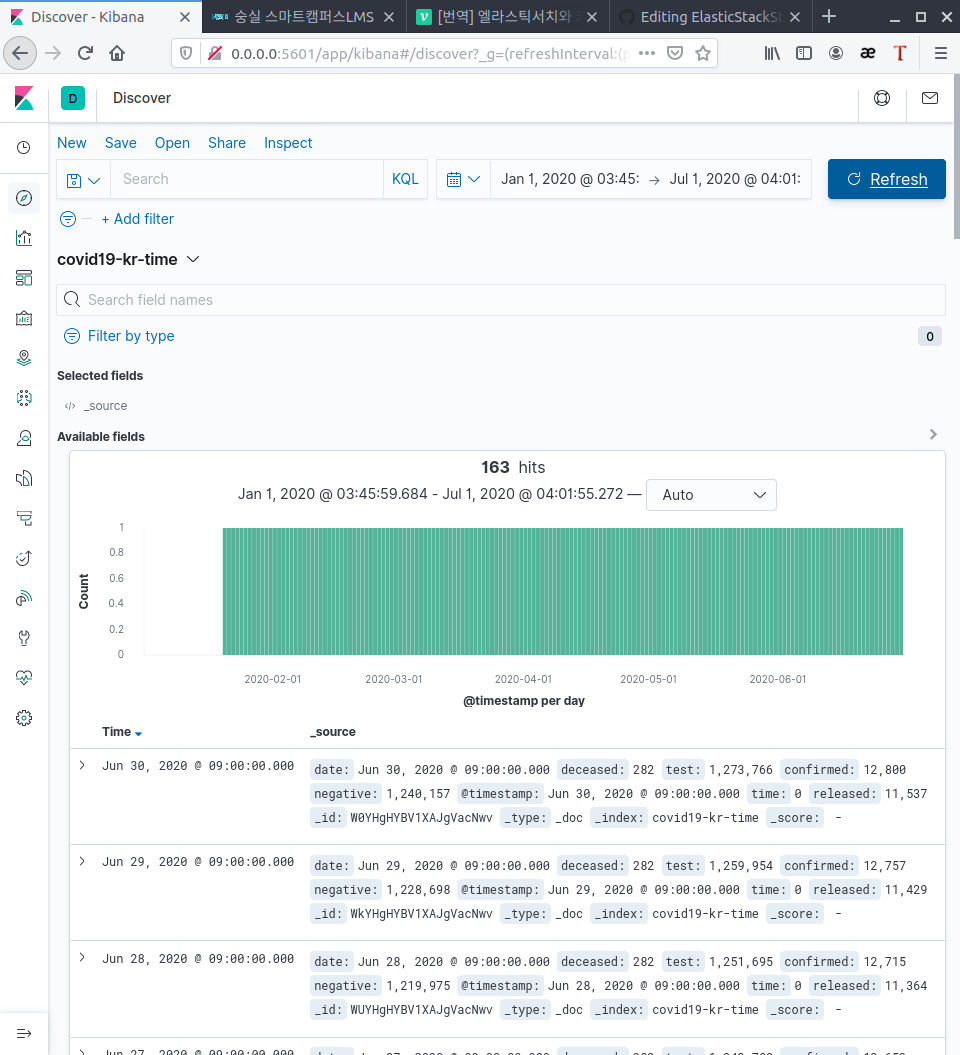 Discover - Kibana
숭실 스마트캠퍼스LMS
[번역] 엘라스틱서치와
Editing ElasticStackSt
0.0.0.0:5601/app/kibana#/discover?_g=(refreshInterval:(p
D
Discover
New Save Open Share Inspect
Search
KQL
Jan 1, 2020 @ 03:45: → Jul 1, 2020 @ 04:01:
Refresh
+ Add filter
covid19-kr-time
Search field names
Filter by type
0
Selected fields
</> _source
Available fields
163 hits
Jan 1, 2020 @ 03:45:59.684 - Jul 1, 2020 @ 04:01:55.272 —
Auto
1
0.8
0.6
0.4
0.2
0
Count
2020-02-01 2020-03-01 2020-04-01 2020-05-01 2020-06-01
@timestamp per day
Time _source
Jun 30, 2020 @ 09:00:00.000
date: Jun 30, 2020 @ 09:00:00.000 deceased: 282 test: 1,273,766 confirmed: 12,800
negative: 1,240,157 @timestamp: Jun 30, 2020 @ 09:00:00.000 time: 0 released: 11,537
_id: W0YHgHYBV1XAJgVacNwv _type: _doc _index: covid19-kr-time _score: -
Jun 29, 2020 @ 09:00:00.000
date: Jun 29, 2020 @ 09:00:00.000 deceased: 282 test: 1,259,954 confirmed: 12,757
negative: 1,228,698 @timestamp: Jun 29, 2020 @ 09:00:00.000 time: 0 released: 11,429
_id: WkYHgHYBV1XAJgVacNwv _type: _doc _index: covid19-kr-time _score: -
Jun 28, 2020 @ 09:00:00.000
date: Jun 28, 2020 @ 09:00:00.000 deceased: 282 test: 1,251,695 confirmed: 12,715
negative: 1,219,975 @timestamp: Jun 28, 2020 @ 09:00:00.000 time: 0 released: 11,364
_id: WUYHgHYBV1XAJgVacNwv _type: _doc _index: covid19-kr-time _score: -
Jun 27, 2020 @ 09:00:00.000